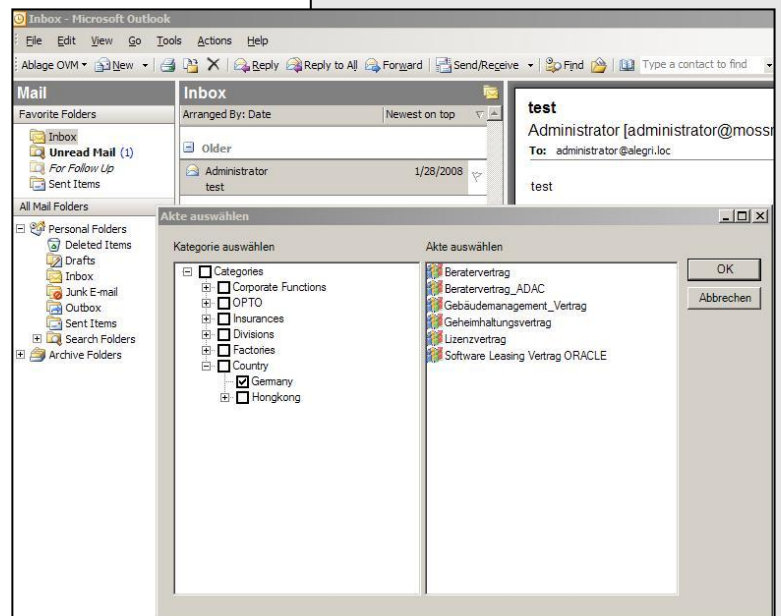 Inbox - Microsoft Outlook
File Edit View Go Tools Actions Help
Ablage OVM New Reply Reply to All Forward Send/Receive Find Type a contact to find
Mail
Favorite Folders
Inbox
Unread Mail (1)
For Follow Up
Sent Items
All Mail Folders
Personal Folders
Deleted Items
Drafts
Inbox
Junk E-mail
Outbox
Sent Items
Search Folders
Archive Folders
Inbox
Arranged By: Date Newest on top
Older
Administrator 1/28/2008
test
test
Administrator [administrator@mossr
To: administrator@alegri.loc
test
Akte auswählen
Kategorie auswählen
Categories
Corporate Functions
OPTO
Insurances
Divisions
Factories
Country
Germany
Hongkong
Akte auswählen
Beratervertrag
Beratervertrag_ADAC
Gebäudemanagement_Vertrag
Geheimhaltungsvertrag
Lizenzvertrag
Software Leasing Vertrag ORACLE
OK
Abbrechen